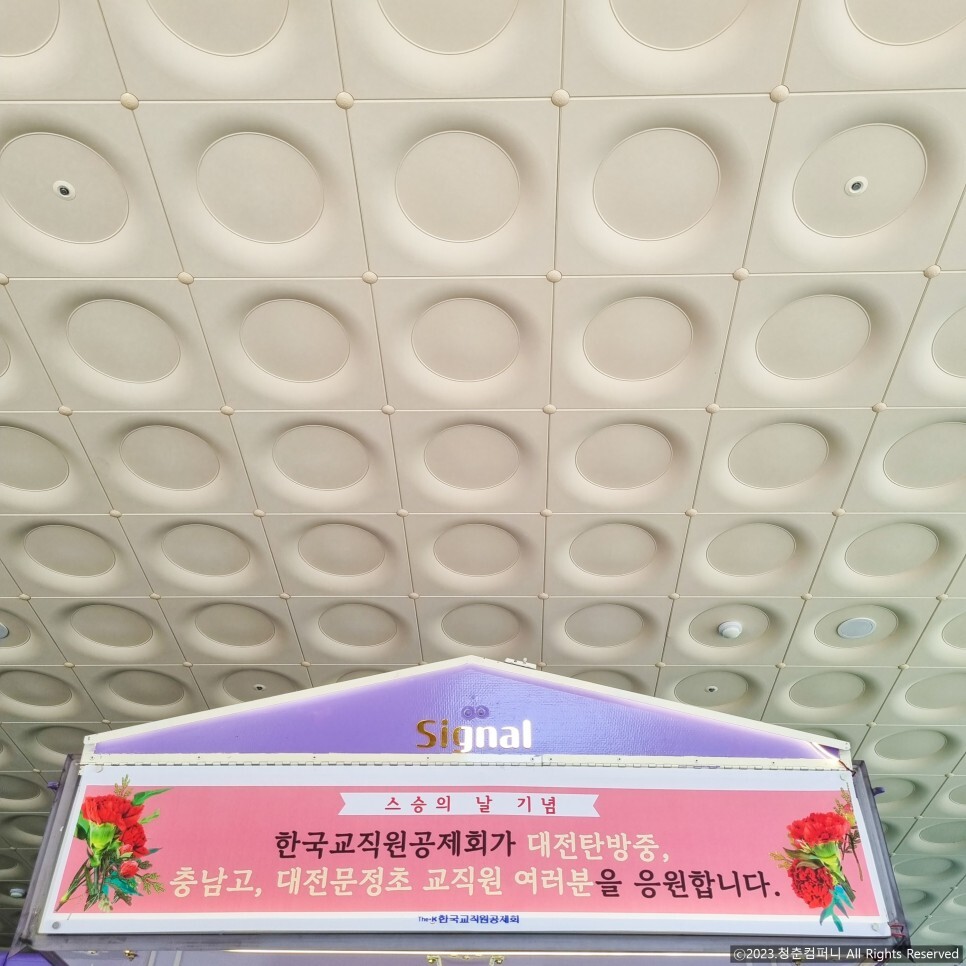 Signal
스승의 날 기념
한국교직원공제회가 대전탄방중,
충남고, 대전문정초 교직원 여러분을 응원합니다.
The-K 한국교직원공제회
©2023.청춘컴퍼니 All Rights Reserved